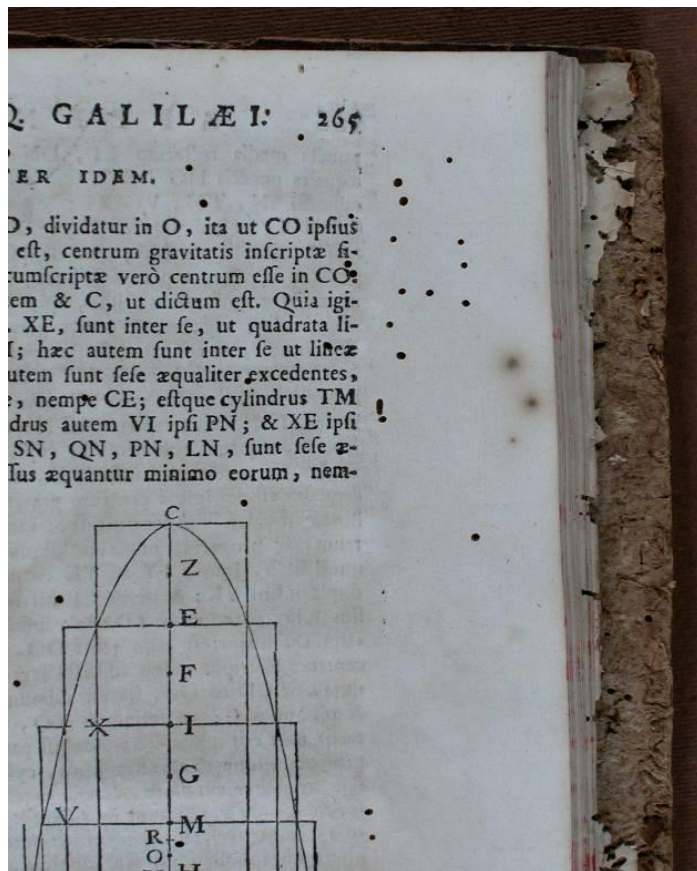 Q. GALILÆI. 265
TER IDEM.
O, dividatur in O, ita ut CO ipſius
eſt, centrum gravitatis inſcriptæ fi-
cumſcriptæ verò centrum eſſe in CO:
em & C, ut dictum eſt. Quia igi-
XE, ſunt inter ſe, ut quadrata li-
I; hæc autem ſunt inter ſe ut lineæ
utem ſunt ſeſe æqualiter excedentes,
e, nempe CE; eſtque cylindrus TM
drus autem VI ipſi PN; & XE ipſi
SN, QN, PN, LN, ſunt ſeſe æ-
ſus æquantur minimo eorum, nem-
C
Z
E
F
X I
G
V M
R
O
H